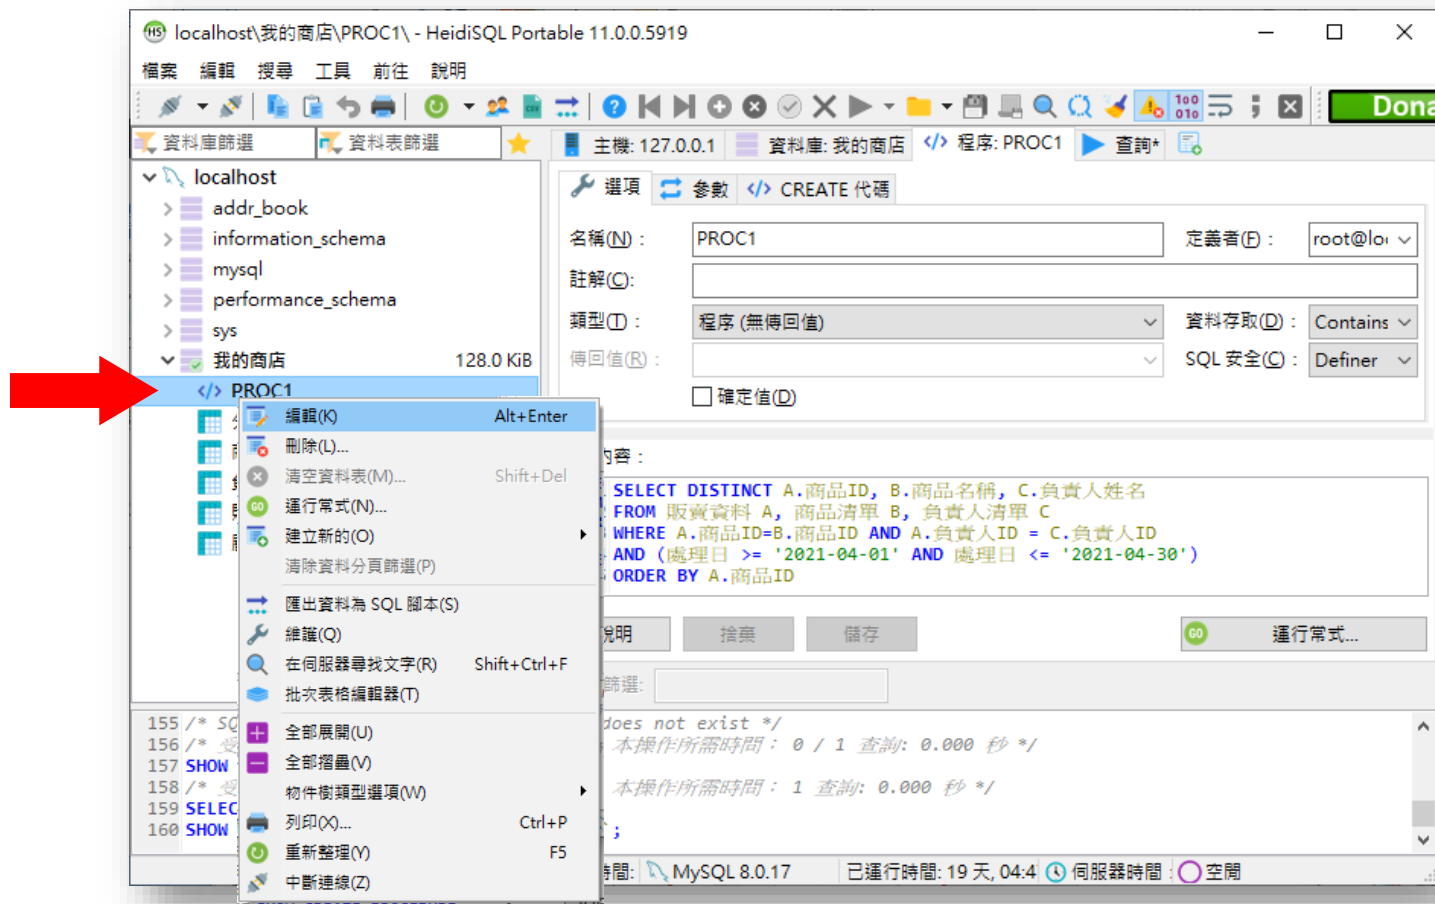 localhost\我的商店\PROC1\ - HeidiSQL Portable 11.0.0.5919
檔案 編輯 搜尋 工具 前往 說明
Dona
資料庫篩選 資料表篩選
主機: 127.0.0.1 資料庫: 我的商店 程序: PROC1 查詢*
localhost
addr_book
information_schema
mysql
performance_schema
sys
我的商店 128.0 KiB
PROC1
選項 參數 CREATE 代碼
名稱(N)： PROC1 定義者(F)： root@lo
註解(C):
類型(T)： 程序 (無傳回值) 資料存取(D)： Contains
傳回值(R)： SQL 安全(C)： Definer
確定值(D)
編輯(K) Alt+Enter
刪除(L)...
清空資料表(M)... Shift+Del
運行常式(N)...
建立新的(O)
清除資料分頁篩選(P)
匯出資料為 SQL 腳本(S)
維護(Q)
在伺服器尋找文字(R) Shift+Ctrl+F
批次表格編輯器(T)
全部展開(U)
全部摺疊(V)
物件樹類型選項(W)
列印(X)... Ctrl+P
重新整理(Y) F5
中斷連線(Z)
內容：
SELECT DISTINCT A.商品ID, B.商品名稱, C.負責人姓名
FROM 販賣資料 A, 商品清單 B, 負責人清單 C
WHERE A.商品ID=B.商品ID AND A.負責人ID = C.負責人ID
AND (處理日 >= '2021-04-01' AND 處理日 <= '2021-04-30')
ORDER BY A.商品ID
說明 捨棄 儲存 運行常式...
篩選:
155 /* SQ does not exist */
156 /* 受 本操作所需時間： 0 / 1 查詢: 0.000 秒 */
157 SHOW
158 /* 受 本操作所需時間： 1 查詢: 0.000 秒 */
159 SELEC
160 SHOW ;
時間: MySQL 8.0.17 已運行時間: 19 天, 04:4 伺服器時間： 空閒